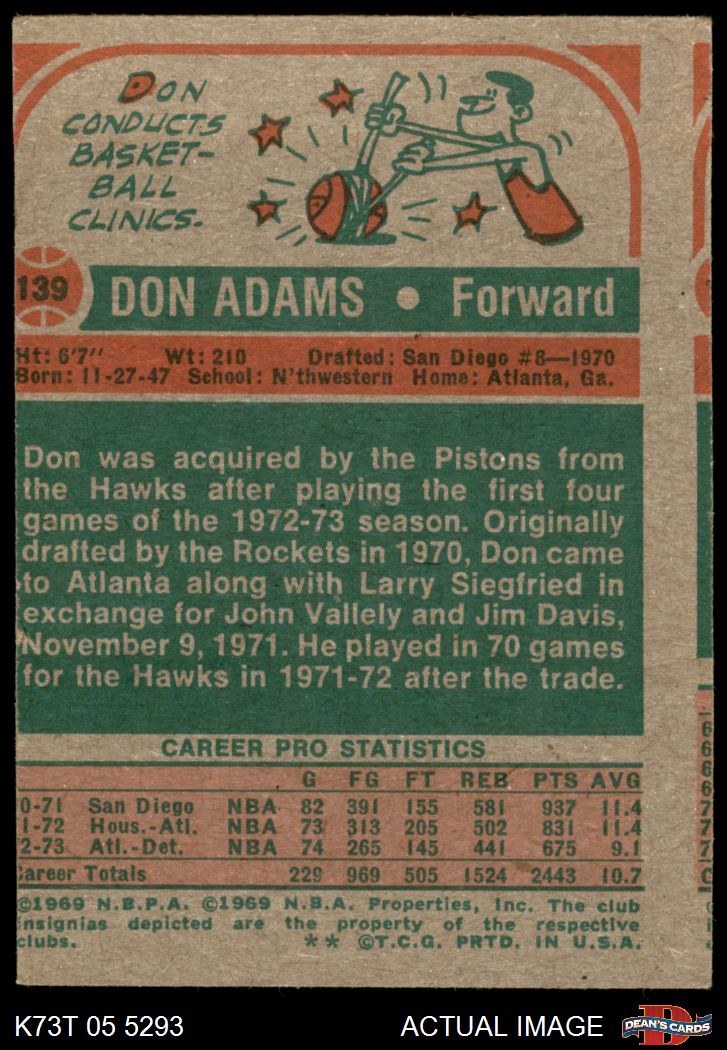 DON
CONDUCTS
BASKET-
BALL
CLINICS.
139 DON ADAMS • Forward
Ht: 6'7" Wt: 210 Drafted: San Diego #8—1970
Born: 11-27-47 School: N'thwestern Home: Atlanta, Ga.
Don was acquired by the Pistons from
the Hawks after playing the first four
games of the 1972-73 season. Originally
drafted by the Rockets in 1970, Don came
to Atlanta along with Larry Siegfried in
exchange for John Vallely and Jim Davis,
November 9, 1971. He played in 70 games
for the Hawks in 1971-72 after the trade.
CAREER PRO STATISTICS
G FG FT REB PTS AVG
0-71 San Diego NBA 82 391 155 581 937 11.4
1-72 Hous.-Atl. NBA 73 313 205 502 831 11.4
2-73 Atl.-Det. NBA 74 265 145 441 675 9.1
Career Totals 229 969 505 1524 2443 10.7
©1969 N.B.P.A. ©1969 N.B.A. Properties, Inc. The club
insignias depicted are the property of the respective
clubs. ** ©T.C.G. PRTD. IN U.S.A.
K73T 05 5293 ACTUAL IMAGE DEAN'S CARDS